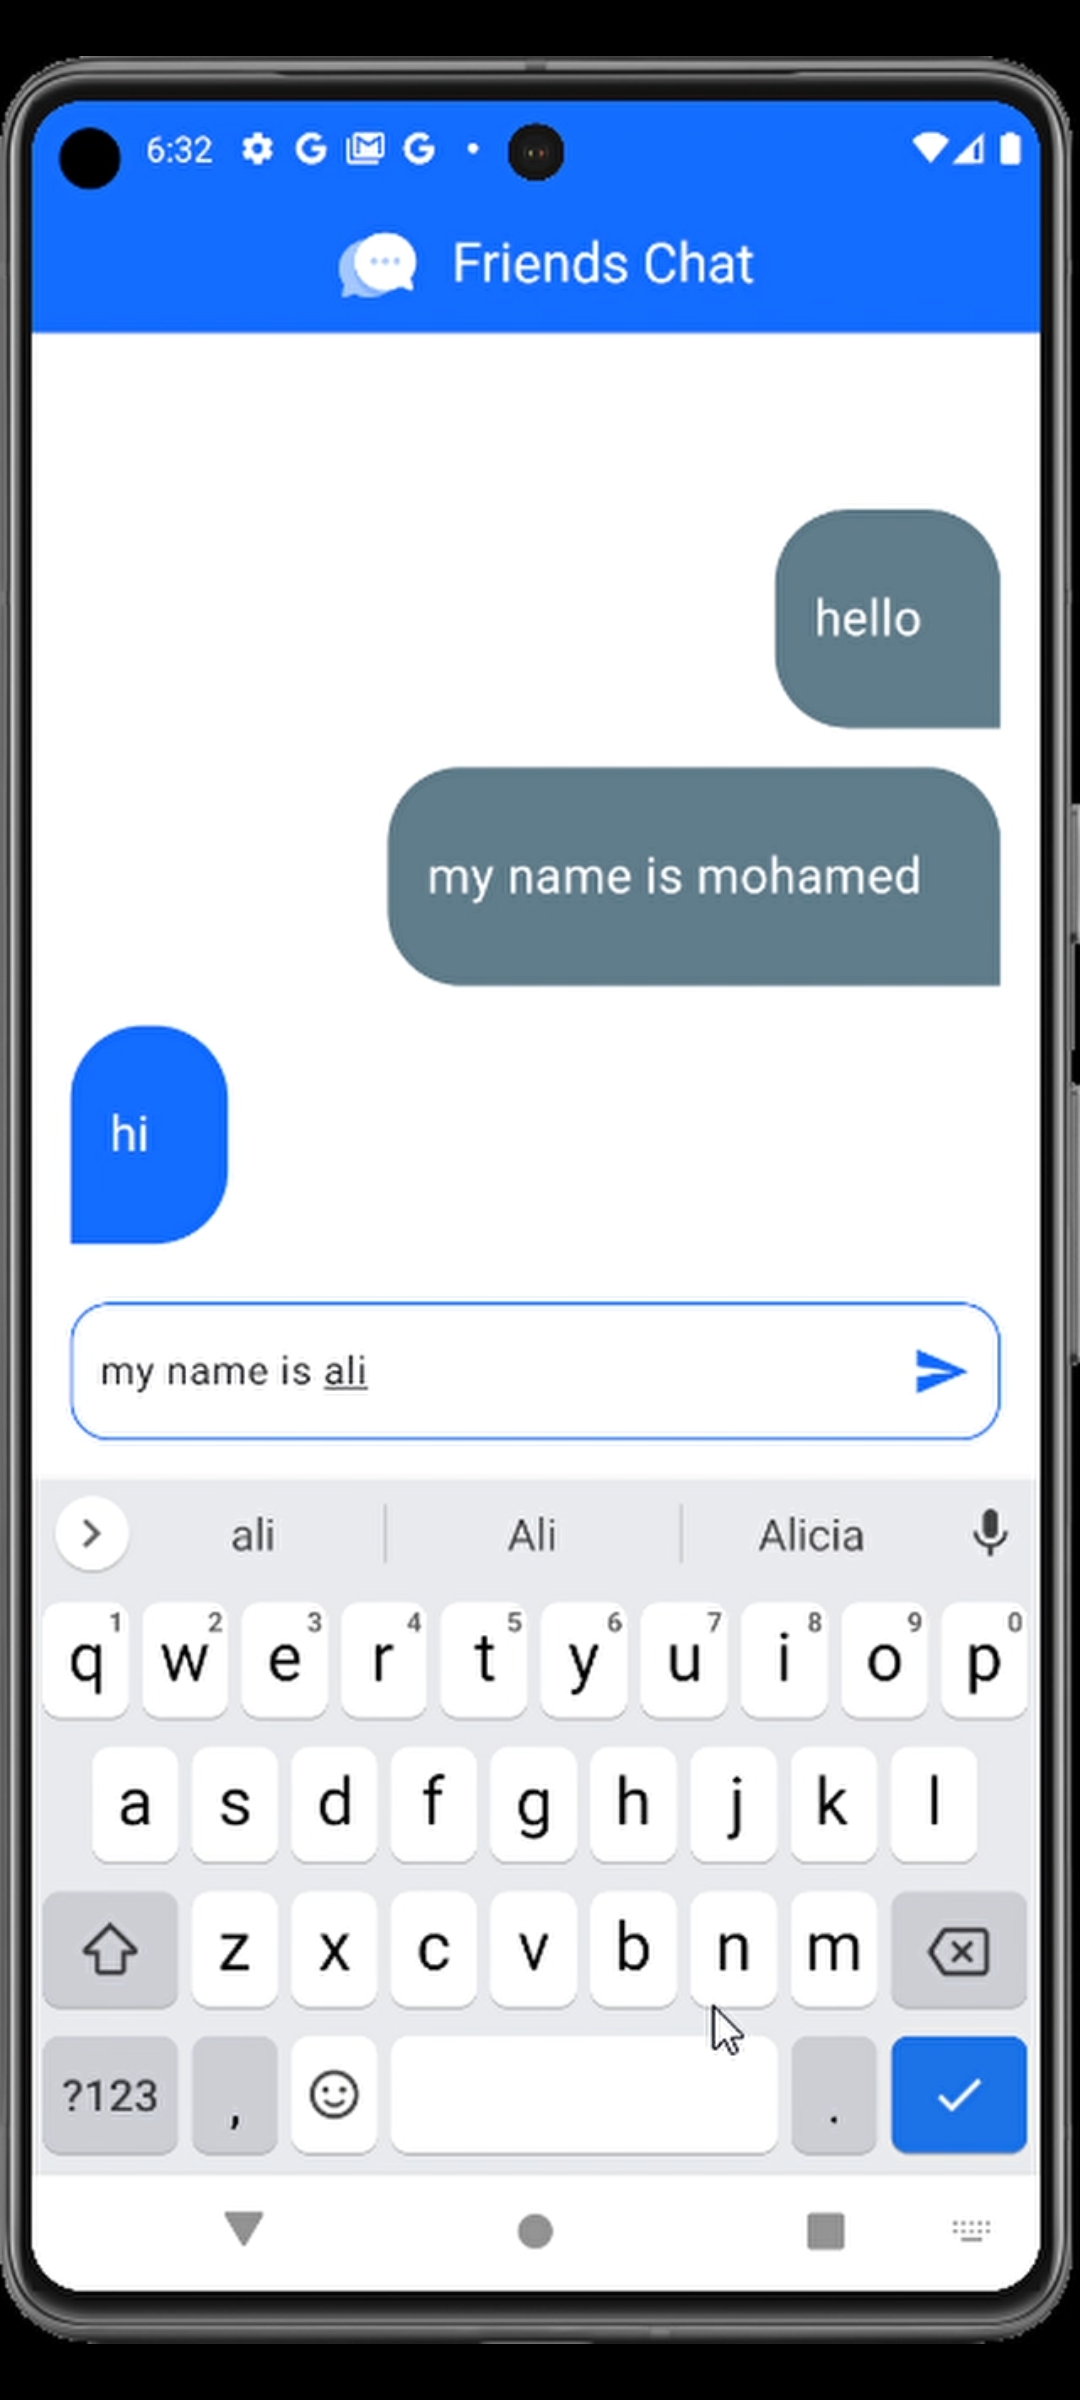 6:32
Friends Chat
hello
my name is mohamed
hi
my name is ali
ali Ali Alicia
1 2 3 4 5 6 7 8 9 0
q w e r t y u i o p
a s d f g h j k l
z x c v b n m
?123 , .